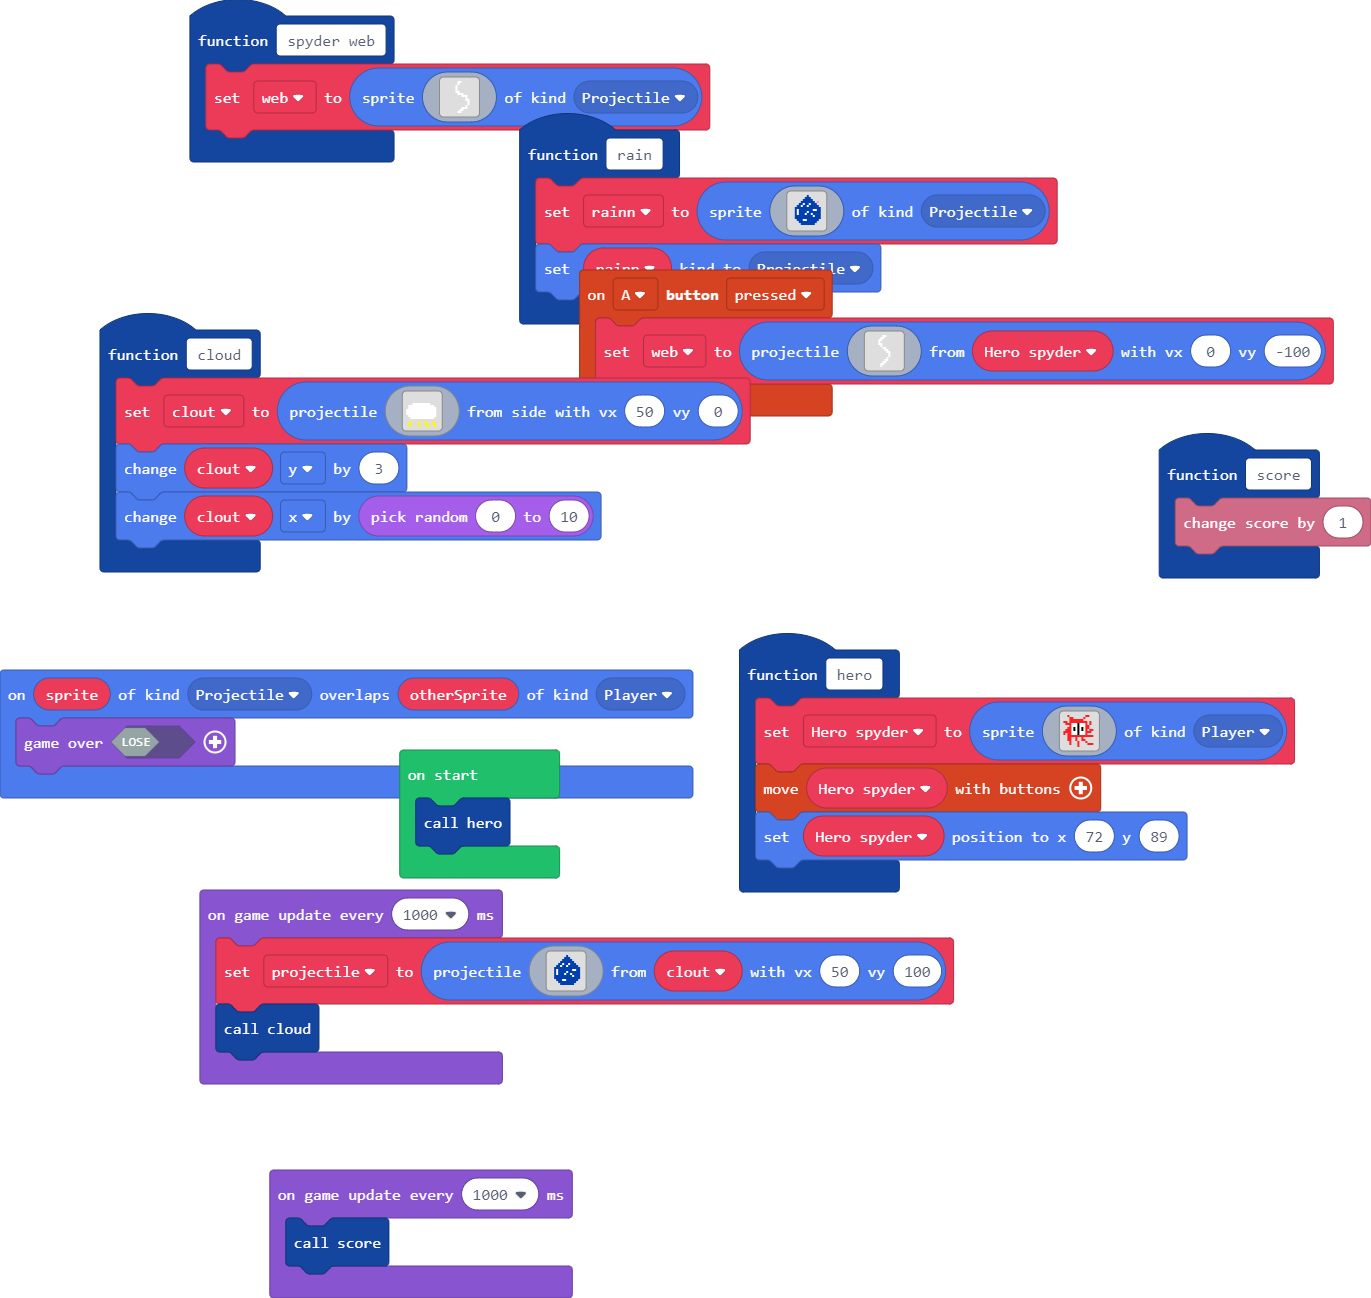 function spyder web
set web to sprite of kind Projectile
function rain
set rainn to sprite of kind Projectile
set rainn kind to Projectile
on A button pressed
set web to projectile from Hero spyder with vx 0 vy -100
function cloud
set clout to projectile from side with vx 50 vy 0
change clout y by 3
change clout x by pick random 0 to 10
function score
change score by 1
function hero
set Hero spyder to sprite of kind Player
move Hero spyder with buttons
set Hero spyder position to x 72 y 89
on sprite of kind Projectile overlaps otherSprite of kind Player
game over LOSE
on start
call hero
on game update every 1000 ms
set projectile to projectile from clout with vx 50 vy 100
call cloud
on game update every 1000 ms
call score